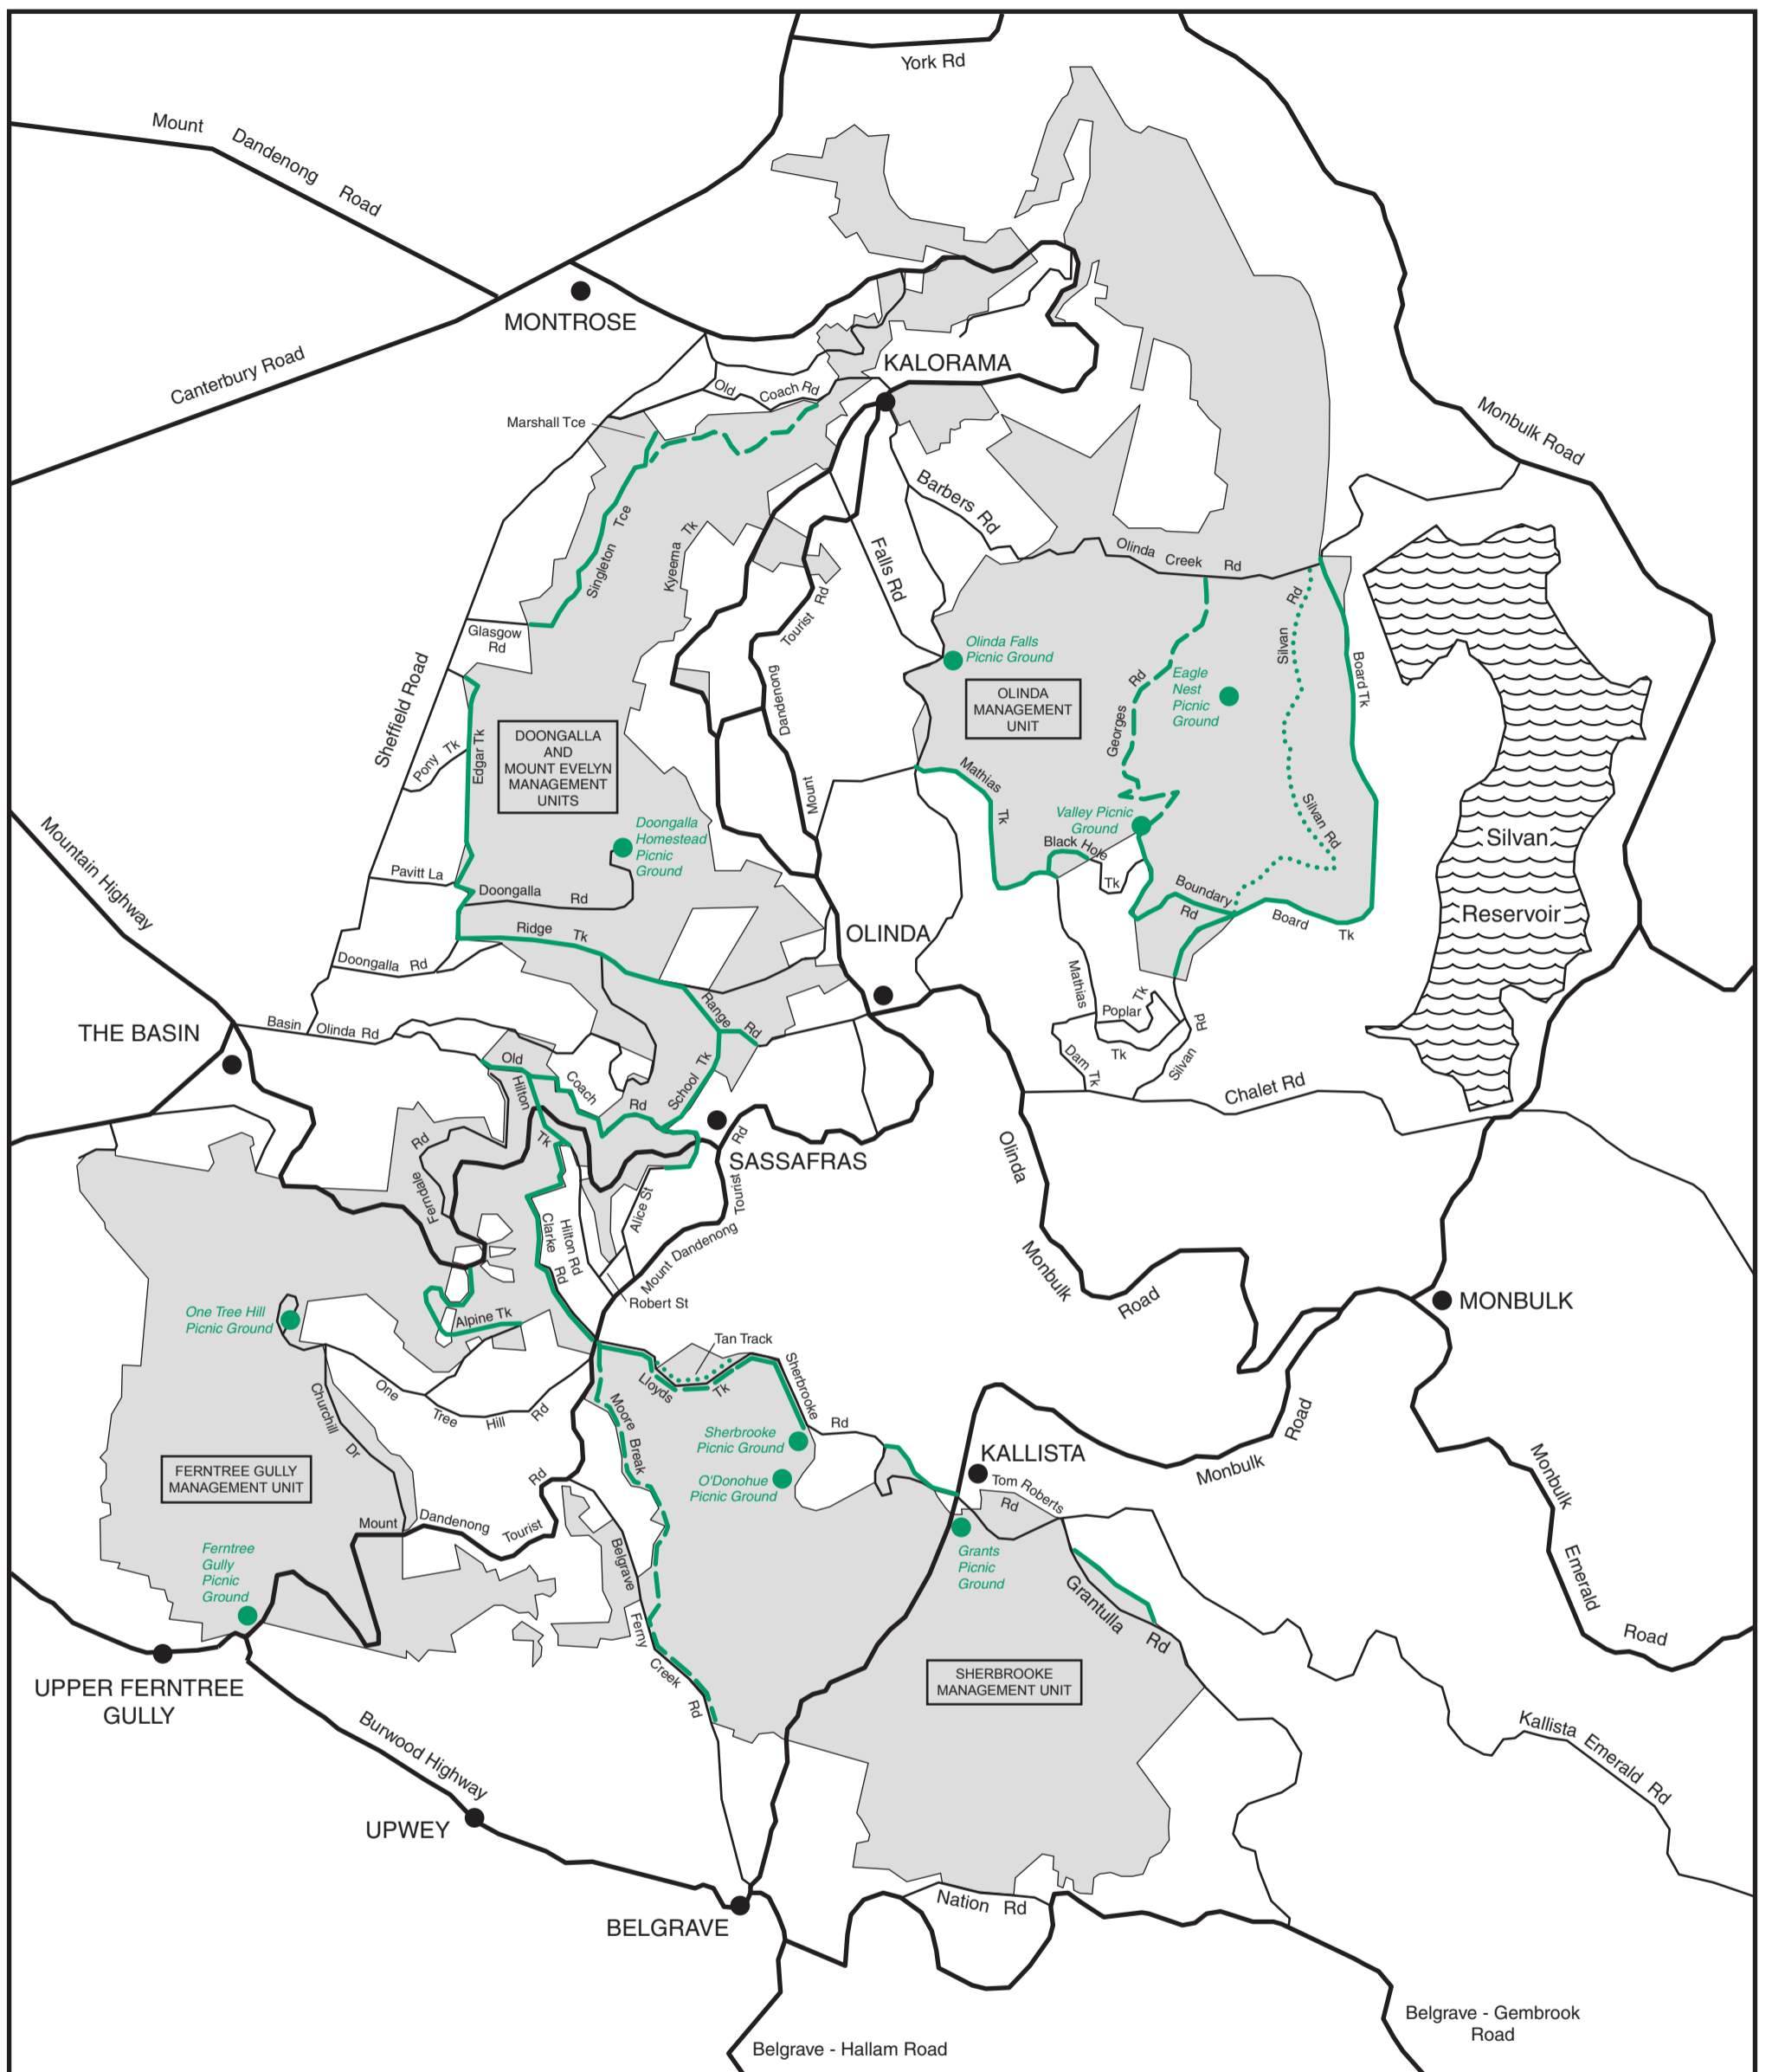 York Rd
Mount Dandenong Road
MONTROSE
Canterbury Road
KALORAMA
Old Coach Rd
Marshall Tce
Monbulk Road
Barbers Rd
Singleton Tce
Kyeema Tk
Falls Rd
Olinda Creek Rd
Glasgow
Rd
Tourist Rd
Dandenong
Mount
Olinda Falls
Picnic Ground
Silvan Rd
Eagle
Nest
Picnic
Ground
Board Tk
OLINDA
MANAGEMENT
UNIT
Georges Rd
Sheffield Road
Pony Tk
Edgar Tk
DOONGALLA
AND
MOUNT EVELYN
MANAGEMENT
UNITS
Mathias
Tk
Silvan Rd
Valley Picnic
Ground
Doongalla
Homestead
Picnic
Ground
Black Hole
Tk
Silvan
Reservoir
Mountain Highway
Pavitt La
Doongalla Rd
Boundary
Rd
Board Tk
Ridge Tk
OLINDA
Doongalla Rd
Mathias
Range Rd
Poplar Tk
Tk
Dam Tk
Silvan Rd
THE BASIN
Basin Olinda Rd
Old
Coach
Rd
Hilton
Tk
School Tk
Chalet Rd
SASSAFRAS
Rd
Ferndale
Tourist Rd
Mount Dandenong
Alice St
Hilton Rd
Clarke Rd
Robert St
Olinda
Monbulk
Road
MONBULK
One Tree Hill
Picnic Ground
Alpine Tk
Tan Track
Lloyds Tk
Sherbrooke
Rd
One Tree Hill Rd
Churchill Dr
Moore Break
Sherbrooke
Picnic Ground
O'Donohue
Picnic Ground
KALLISTA
Monbulk Road
Tom Roberts
Rd
FERNTREE GULLY
MANAGEMENT UNIT
Mount Dandenong Tourist Rd
Grants
Picnic
Ground
Ferntree
Gully
Picnic
Ground
Belgrave
Ferny
Creek
Rd
Grantulla Rd
Monbulk
Emerald
Road
SHERBROOKE
MANAGEMENT UNIT
UPPER FERNTREE
GULLY
Burwood Highway
Kallista Emerald Rd
UPWEY
BELGRAVE
Nation Rd
Belgrave - Gembrook
Road
Belgrave - Hallam Road